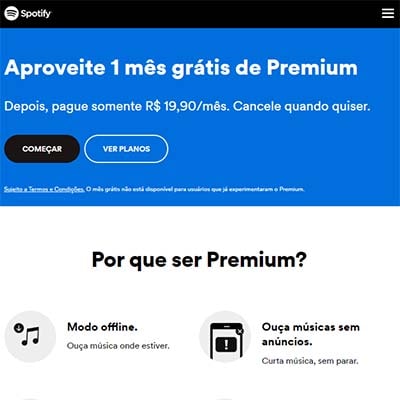 Spotify
Aproveite 1 mês grátis de Premium
Depois, pague somente R$ 19,90/mês. Cancele quando quiser.
COMEÇAR
VER PLANOS
Sujeito a Termos e Condições. O mês grátis não está disponível para usuários que já experimentaram o Premium.
Por que ser Premium?
Modo offline.
Ouça música onde estiver.
Ouça músicas sem
anúncios.
Curta música, sem parar.